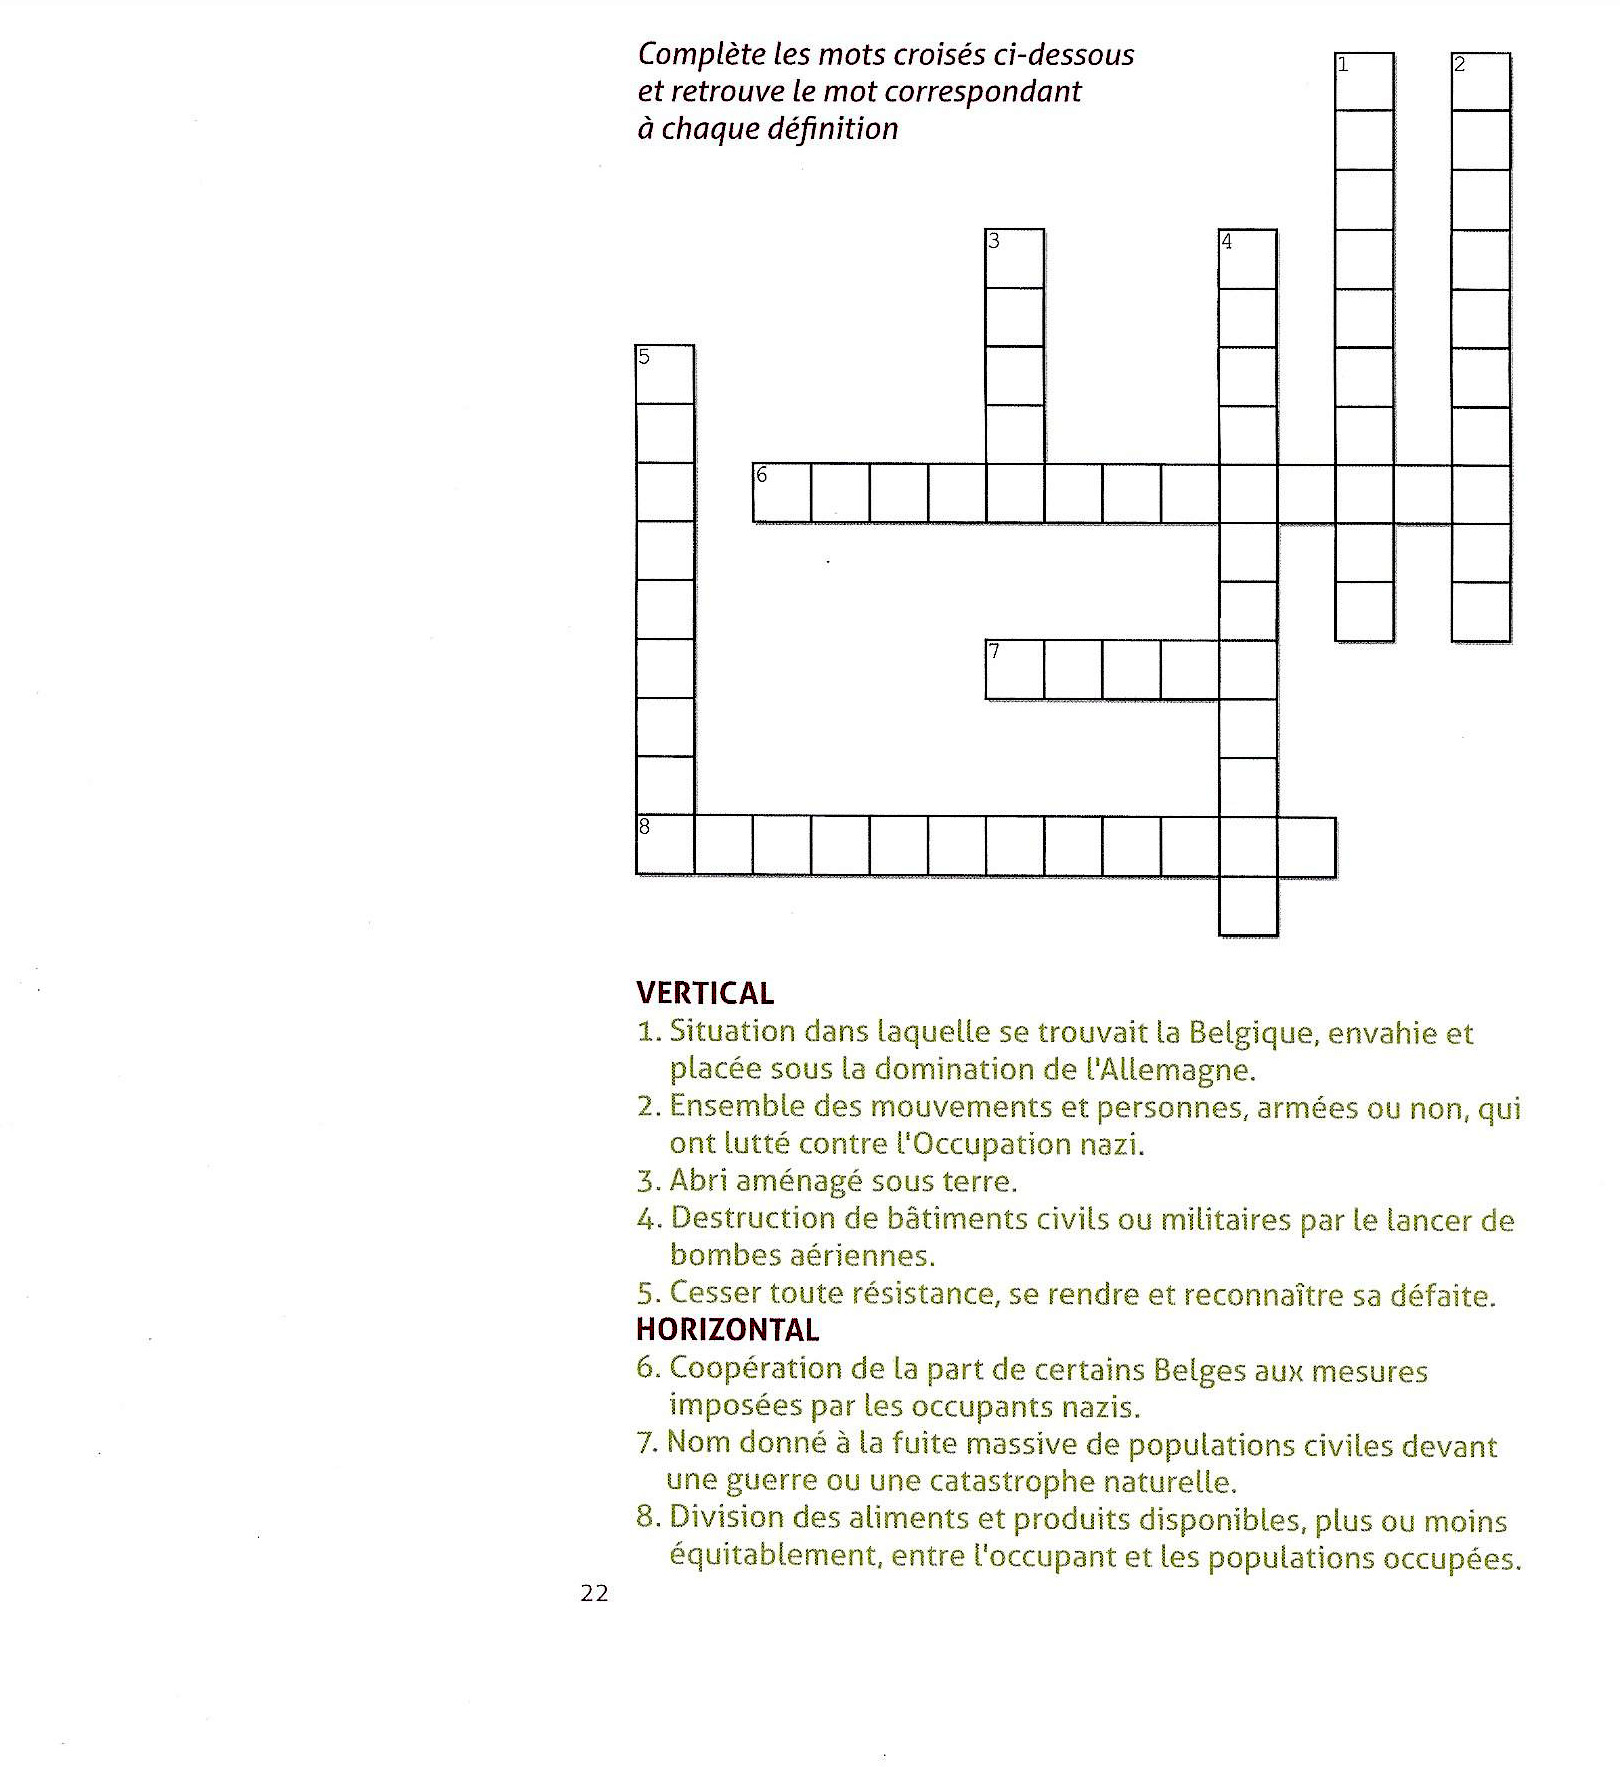 Complète les mots croisés ci-dessous
et retrouve le mot correspondant
à chaque définition
1
2
3
4
5
6
7
8
VERTICAL
1. Situation dans laquelle se trouvait la Belgique, envahie et
placée sous la domination de l'Allemagne.
2. Ensemble des mouvements et personnes, armées ou non, qui
ont lutté contre l'Occupation nazi.
3. Abri aménagé sous terre.
4. Destruction de bâtiments civils ou militaires par le lancer de
bombes aériennes.
5. Cesser toute résistance, se rendre et reconnaître sa défaite.
HORIZONTAL
6. Coopération de la part de certains Belges aux mesures
imposées par les occupants nazis.
7. Nom donné à la fuite massive de populations civiles devant
une guerre ou une catastrophe naturelle.
8. Division des aliments et produits disponibles, plus ou moins
équitablement, entre l'occupant et les populations occupées.
22